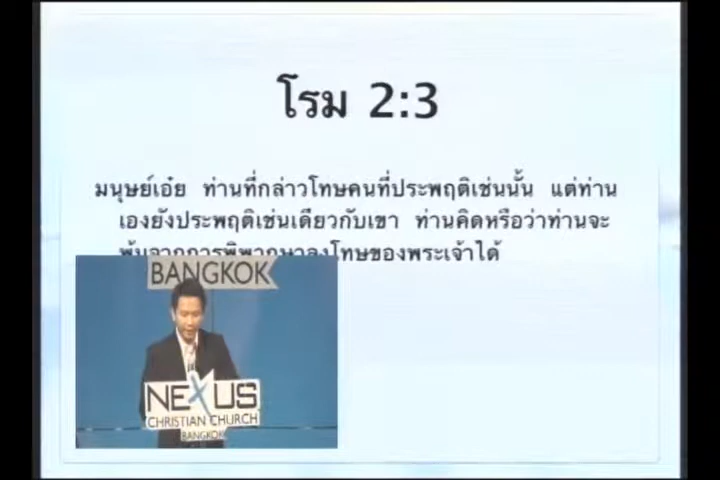 โรม 2:3
มนุษย์เอ๋ย ท่านที่กล่าวโทษคนที่ประพฤติเช่นนั้น แต่ท่าน
เองยังประพฤติเช่นเดียวกับเขา ท่านคิดหรือว่าท่านจะ
พ้นจากการพิพากษาลงโทษของพระเจ้าได้
BANGKOK
NEXUS
CHRISTIAN CHURCH
BANGKOK